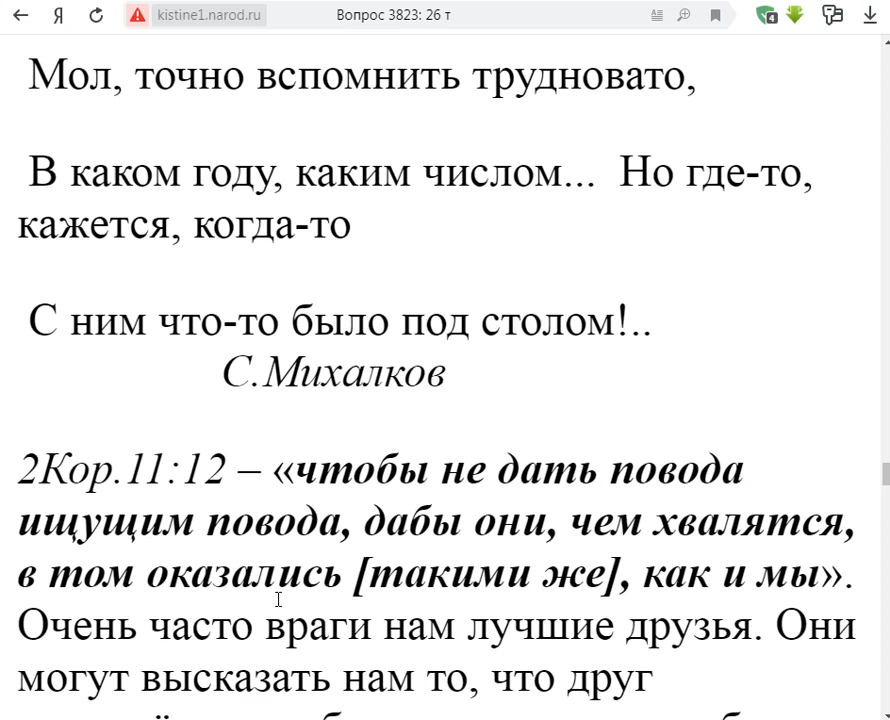 kistine1.narod.ru
Вопрос 3823: 26 т
4
Мол, точно вспомнить трудновато,
В каком году, каким числом... Но где-то,
кажется, когда-то
С ним что-то было под столом!..
С.Михалков
2Кор.11:12 – «чтобы не дать повода
ищущим повода, дабы они, чем хвалятся,
в том оказались [такими же], как и мы».
Очень часто враги нам лучшие друзья. Они
могут высказать нам то, что друг